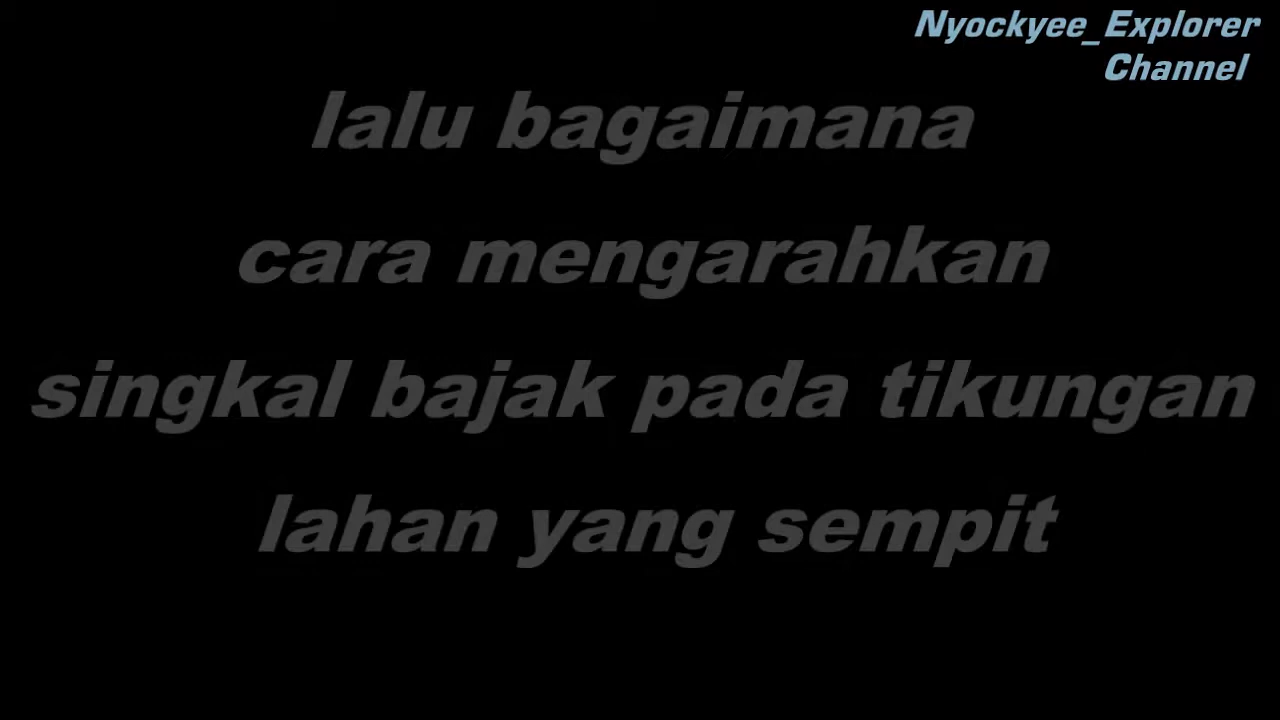 Nyockyee_Explorer
Channel
lalu bagaimana
cara mengarahkan
singkal bajak pada tikungan
lahan yang sempit